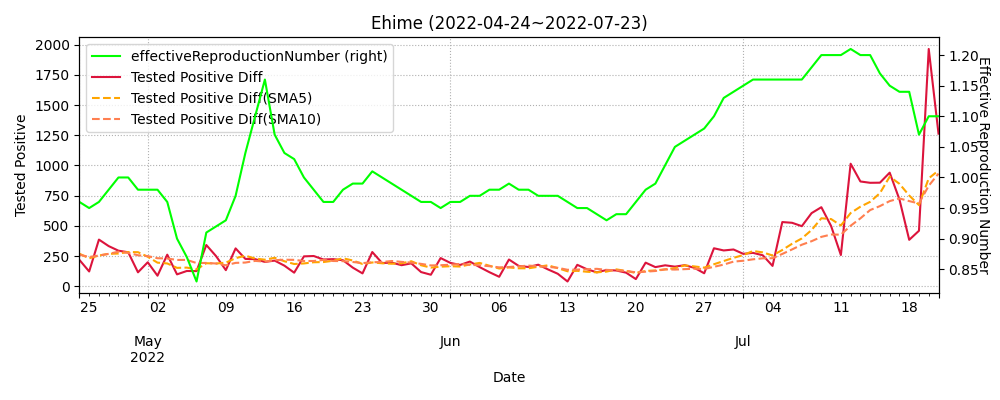 Ehime (2022-04-24~2022-07-23)
effectiveReproductionNumber (right)
Tested Positive Diff
Tested Positive Diff(SMA5)
Tested Positive Diff(SMA10)
Tested Positive
2000
1750
1500
1250
1000
750
500
250
0
1.20
1.15
1.10
1.05
1.00
0.95
0.90
0.85
Effective Reproduction Number
25 02 09 16 23 30 06 13 20 27 04 11 18
May Jun Jul
2022
Date